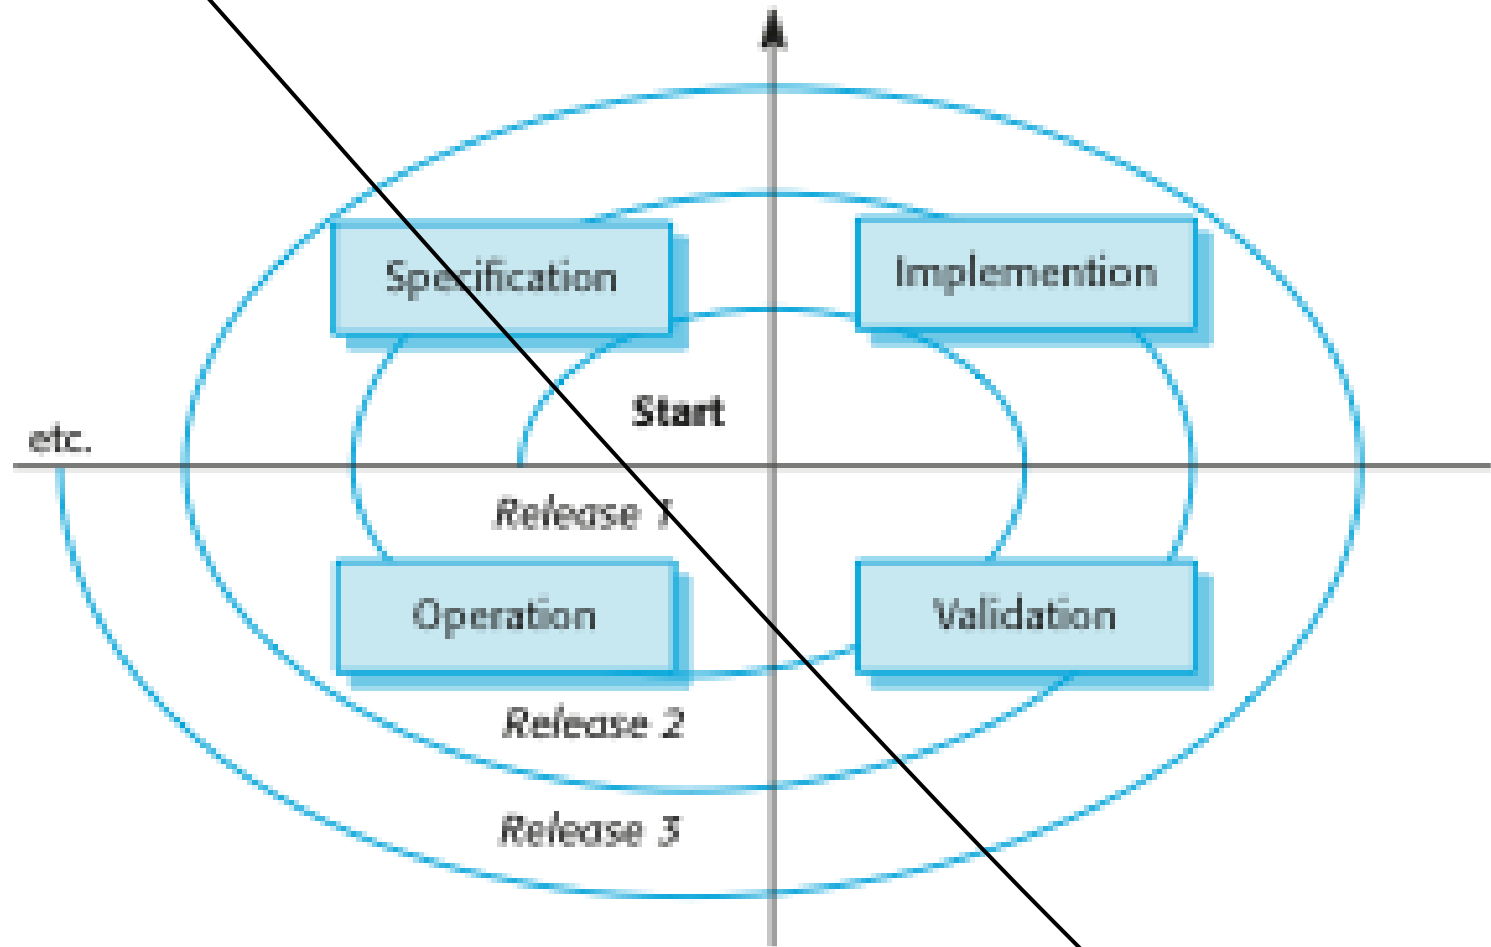 Specification
Implemention
Start
etc.
Release 1
Operation
Validation
Release 2
Release 3